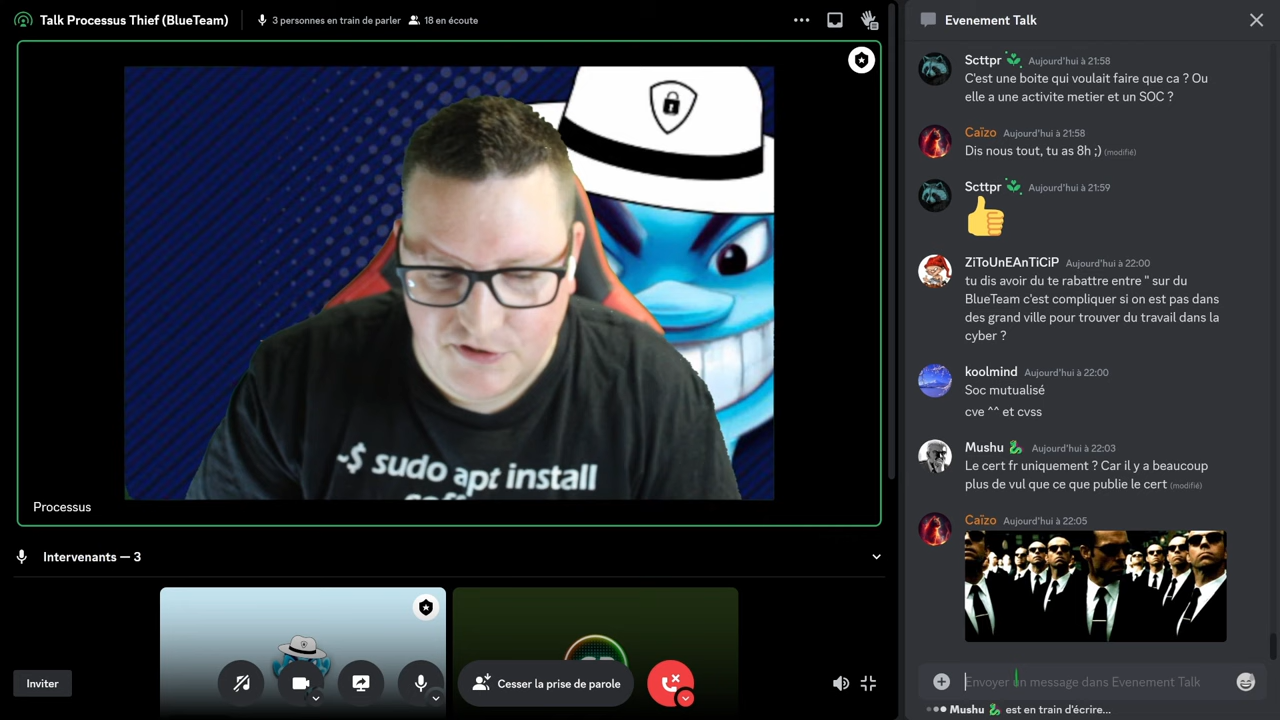 Talk Processus Thief (BlueTeam)
3 personnes en train de parler
18 en écoute
~$ sudo apt install
Processus
Intervenants — 3
Inviter
Cesser la prise de parole
Evenement Talk
Scttpr Aujourd'hui à 21:58
C'est une boite qui voulait faire que ca ? Ou
elle a une activite metier et un SOC ?
Caïzo Aujourd'hui à 21:58
Dis nous tout, tu as 8h ;) (modifié)
Scttpr Aujourd'hui à 21:59
ZiToUnEAnTiCiP Aujourd'hui à 22:00
tu dis avoir du te rabattre entre " sur du
BlueTeam c'est compliquer si on est pas dans
des grand ville pour trouver du travail dans la
cyber ?
koolmind Aujourd'hui à 22:00
Soc mutualisé
cve ^^ et cvss
Mushu Aujourd'hui à 22:03
Le cert fr uniquement ? Car il y a beaucoup
plus de vul que ce que publie le cert (modifié)
Caïzo Aujourd'hui à 22:05
Envoyer un message dans Evenement Talk
Mushu est en train d'écrire...